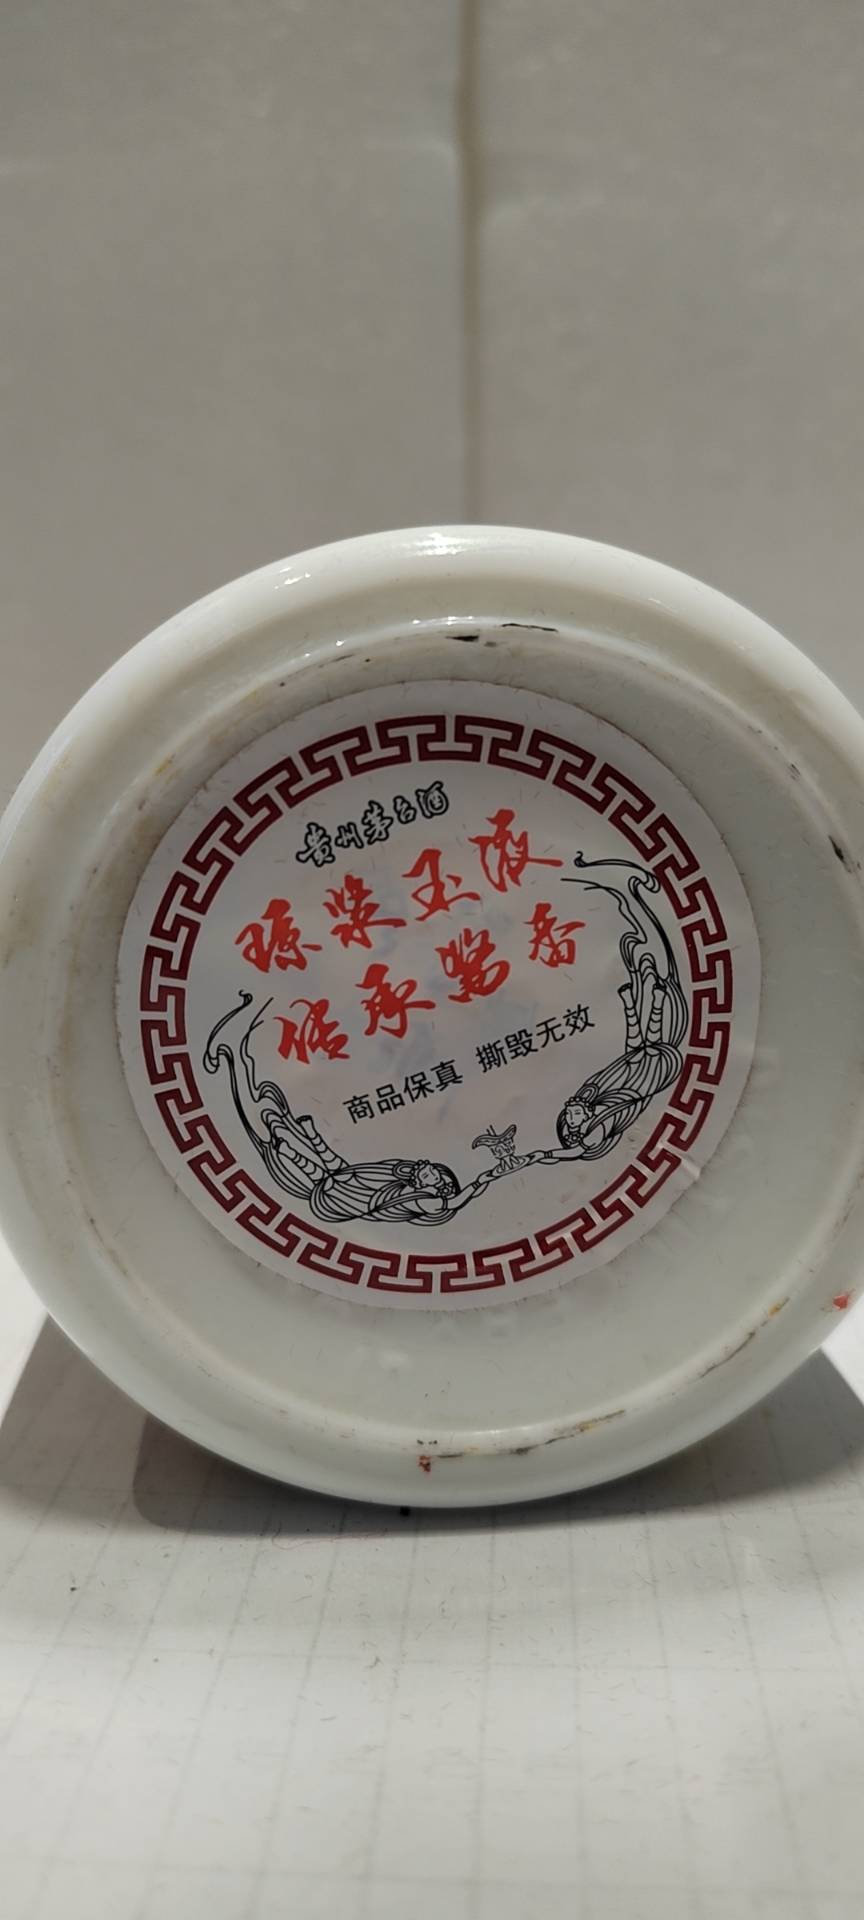 贵州茅台酒
琼浆玉液
传承酱香
商品保真 撕毁无效